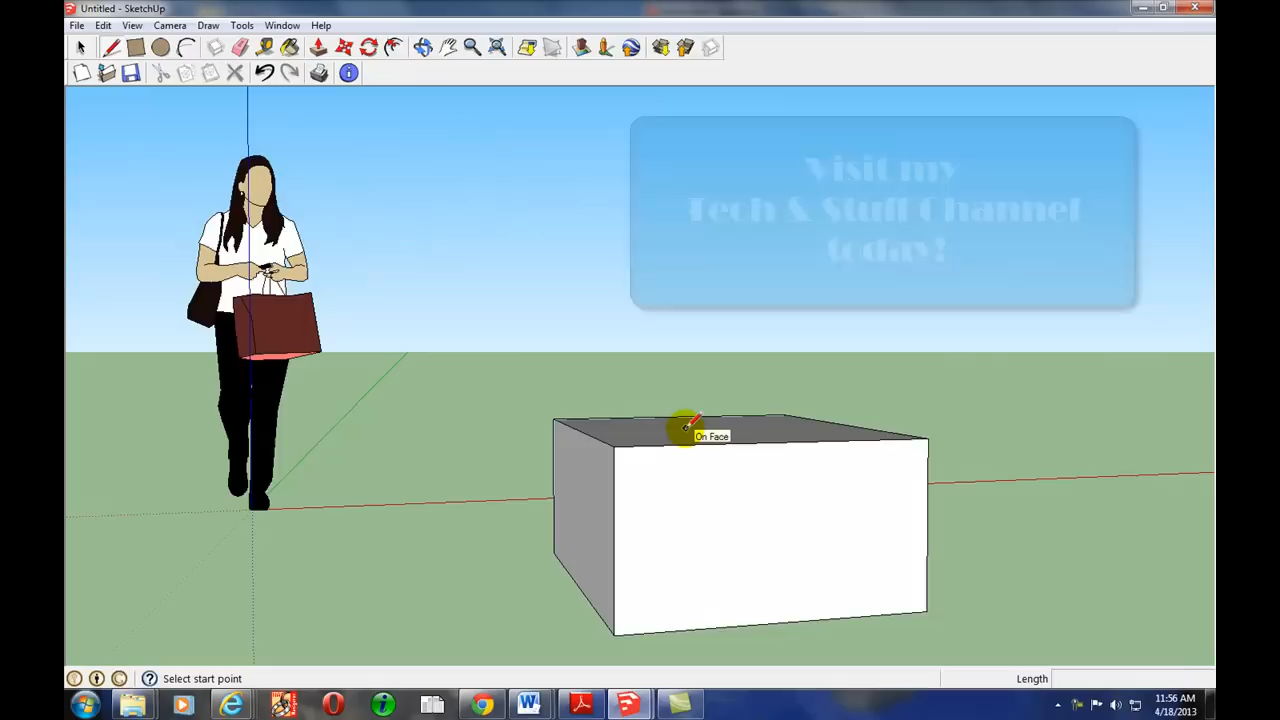 Untitled - SketchUp
File Edit View Camera Draw Tools Window Help
Visit my
Tech & Stuff Channel
today!
On Face
Select start point
Length
11:56 AM
4/18/2013